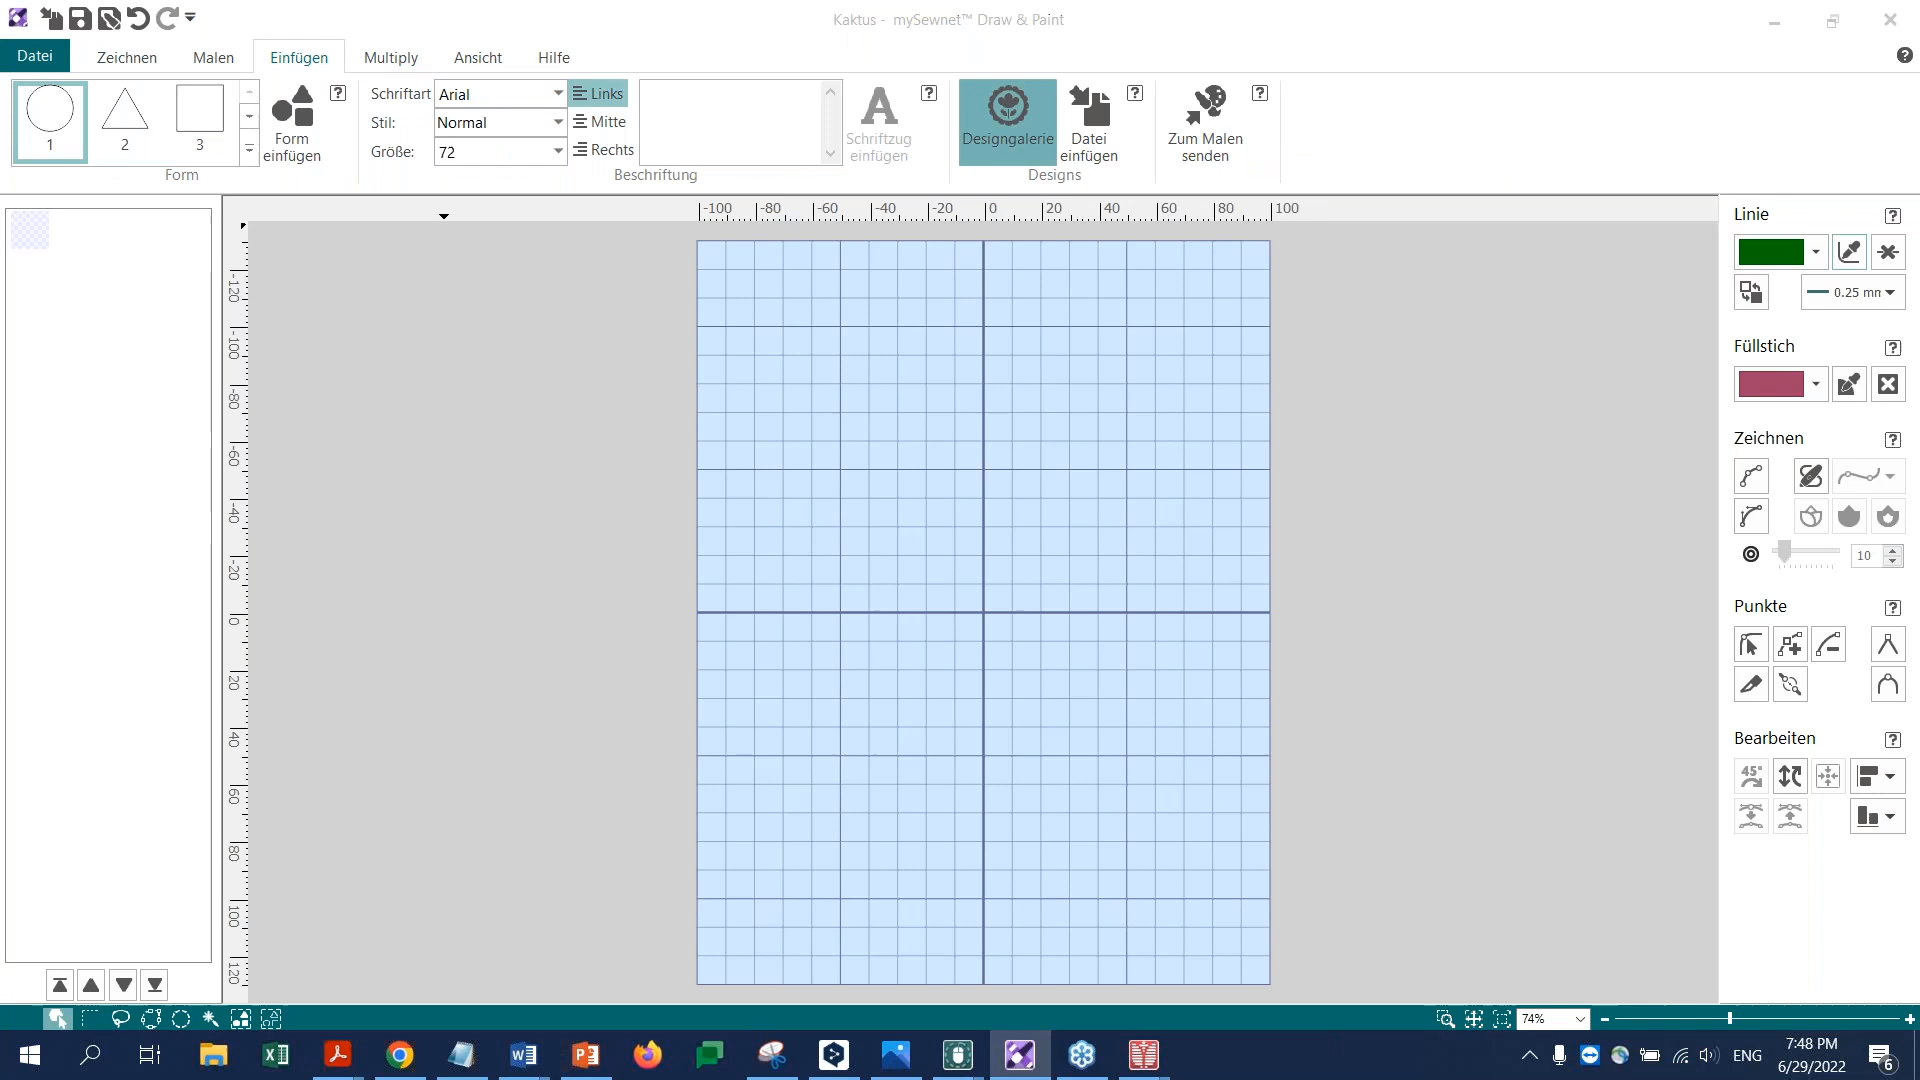 Kaktus - mySewnet™ Draw & Paint
Datei Zeichnen Malen Einfügen Multiply Ansicht Hilfe
1 2 3
Form einfügen
Form
Schriftart Arial
Stil: Normal
Größe: 72
Links
Mitte
Rechts
Schriftzug einfügen
Beschriftung
Designgalerie
Datei einfügen
Designs
Zum Malen senden
-100 -80 -60 -40 -20 0 20 40 60 80 100
-120
-100
-80
-60
-40
-20
0
20
40
60
80
100
120
Linie
0.25 mm
Füllstich
Zeichnen
10
Punkte
Bearbeiten
45°
74%
ENG
7:48 PM
6/29/2022
6